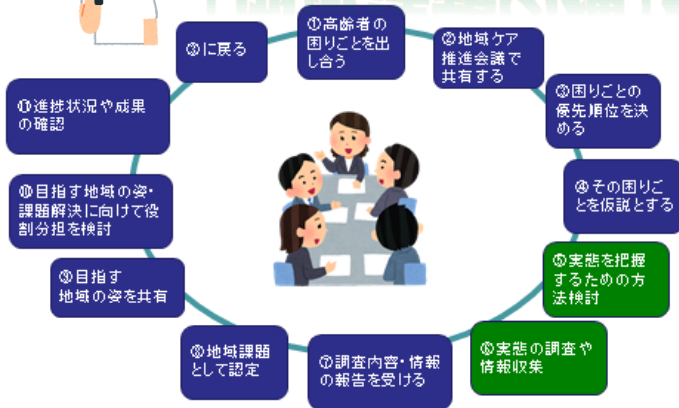 ①高齢者の
困りごとを出
し合う
②地域ケア
推進会議で
共有する
③困りごとの
優先順位を決
める
④その困りご
とを仮説とする
⑤実態を把握
するための方
法検討
⑥実態の調査や
情報収集
⑦調査内容・情報
の報告を受ける
⑧地域課題
として認定
⑨目指す
地域の姿を共有
⑩目指す地域の姿・
課題解決に向けて役
割分担を検討
⑪進捗状況や成果
の確認
③に戻る